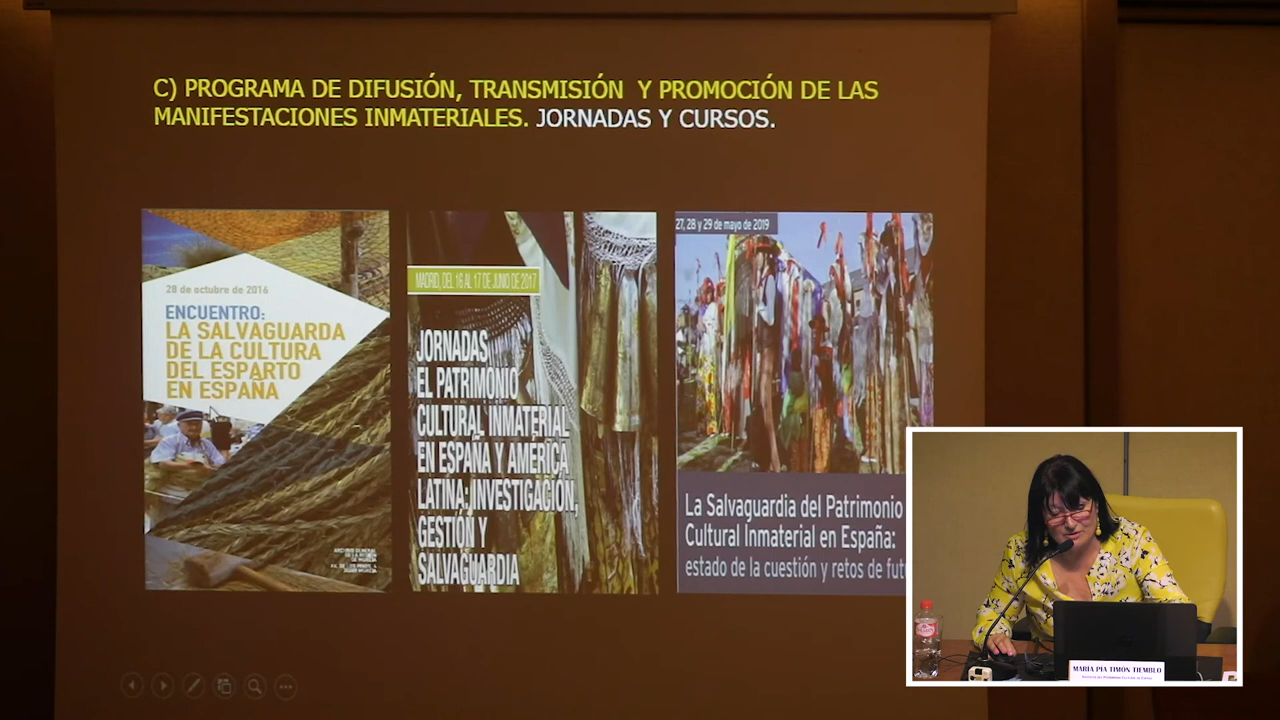 C) PROGRAMA DE DIFUSIÓN, TRANSMISIÓN Y PROMOCIÓN DE LAS
MANIFESTACIONES INMATERIALES. JORNADAS Y CURSOS.
28 de octubre de 2016
ENCUENTRO:
LA SALVAGUARDA
DE LA CULTURA
DEL ESPARTO
EN ESPAÑA
MADRID, DEL 16 AL 17 DE JUNIO DE 2017
JORNADAS
EL PATRIMONIO
CULTURAL INMATERIAL
EN ESPAÑA Y AMÉRICA
LATINA: INVESTIGACIÓN,
GESTIÓN Y
SALVAGUARDIA
27, 28 y 29 de mayo de 2019
La Salvaguardia del Patrimonio
Cultural Inmaterial en España:
estado de la cuestión y retos de fut
MARÍA PÍA TIMÓN TIEMBLO